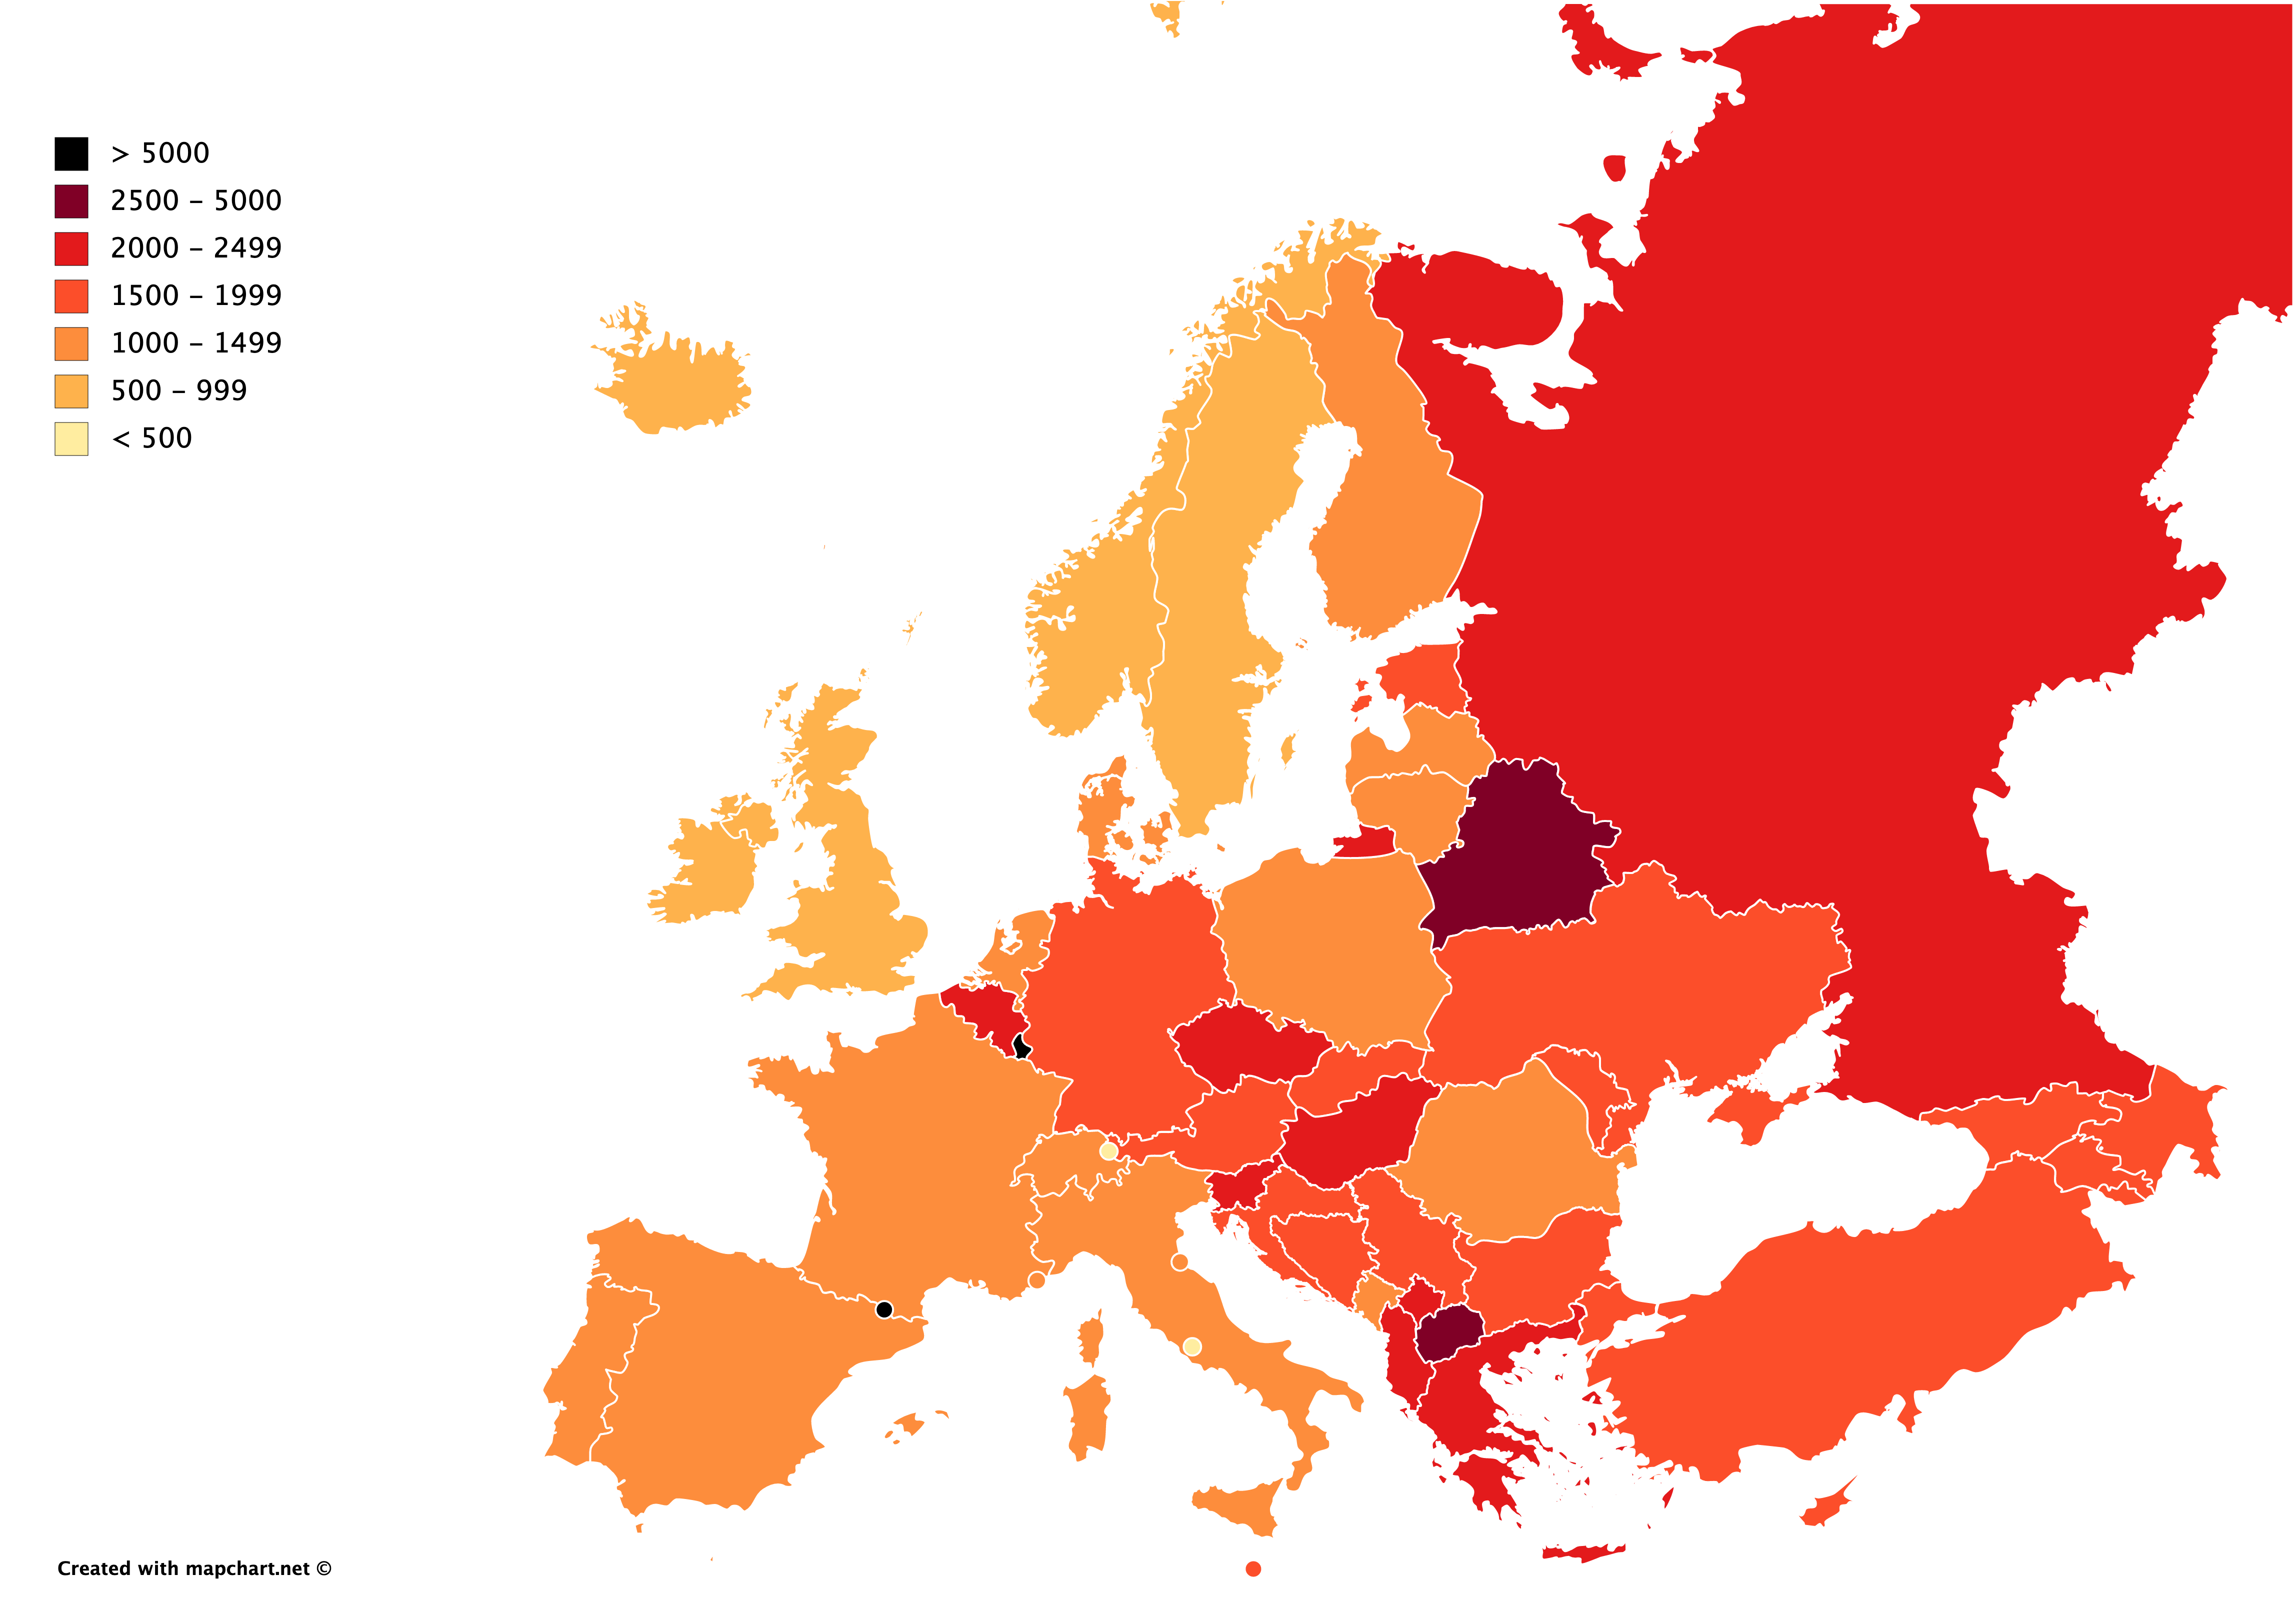 > 5000
2500 – 5000
2000 – 2499
1500 – 1999
1000 – 1499
500 – 999
< 500
Created with mapchart.net ©